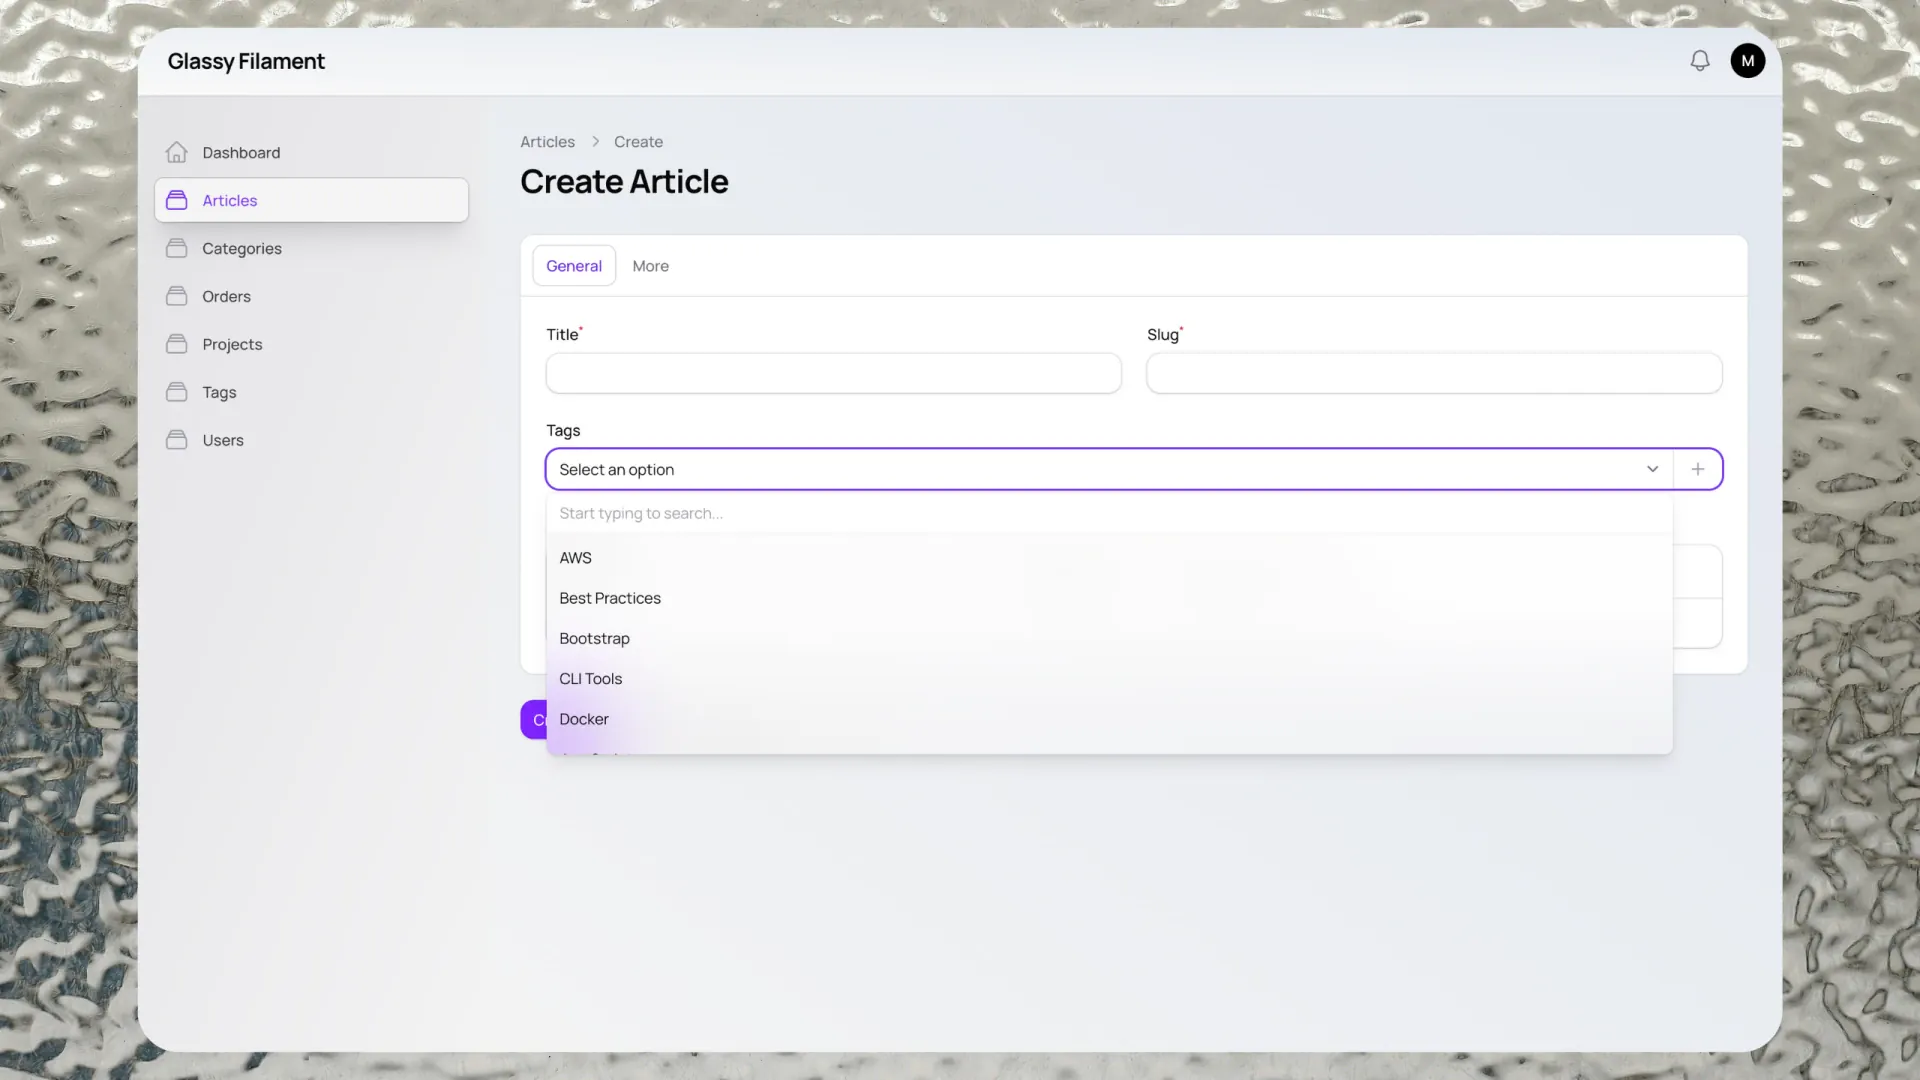 Glassy Filament
M
Dashboard
Articles
Categories
Orders
Projects
Tags
Users
Articles > Create
Create Article
General More
Title* Slug*
Tags
Select an option
Start typing to search...
AWS
Best Practices
Bootstrap
CLI Tools
Docker